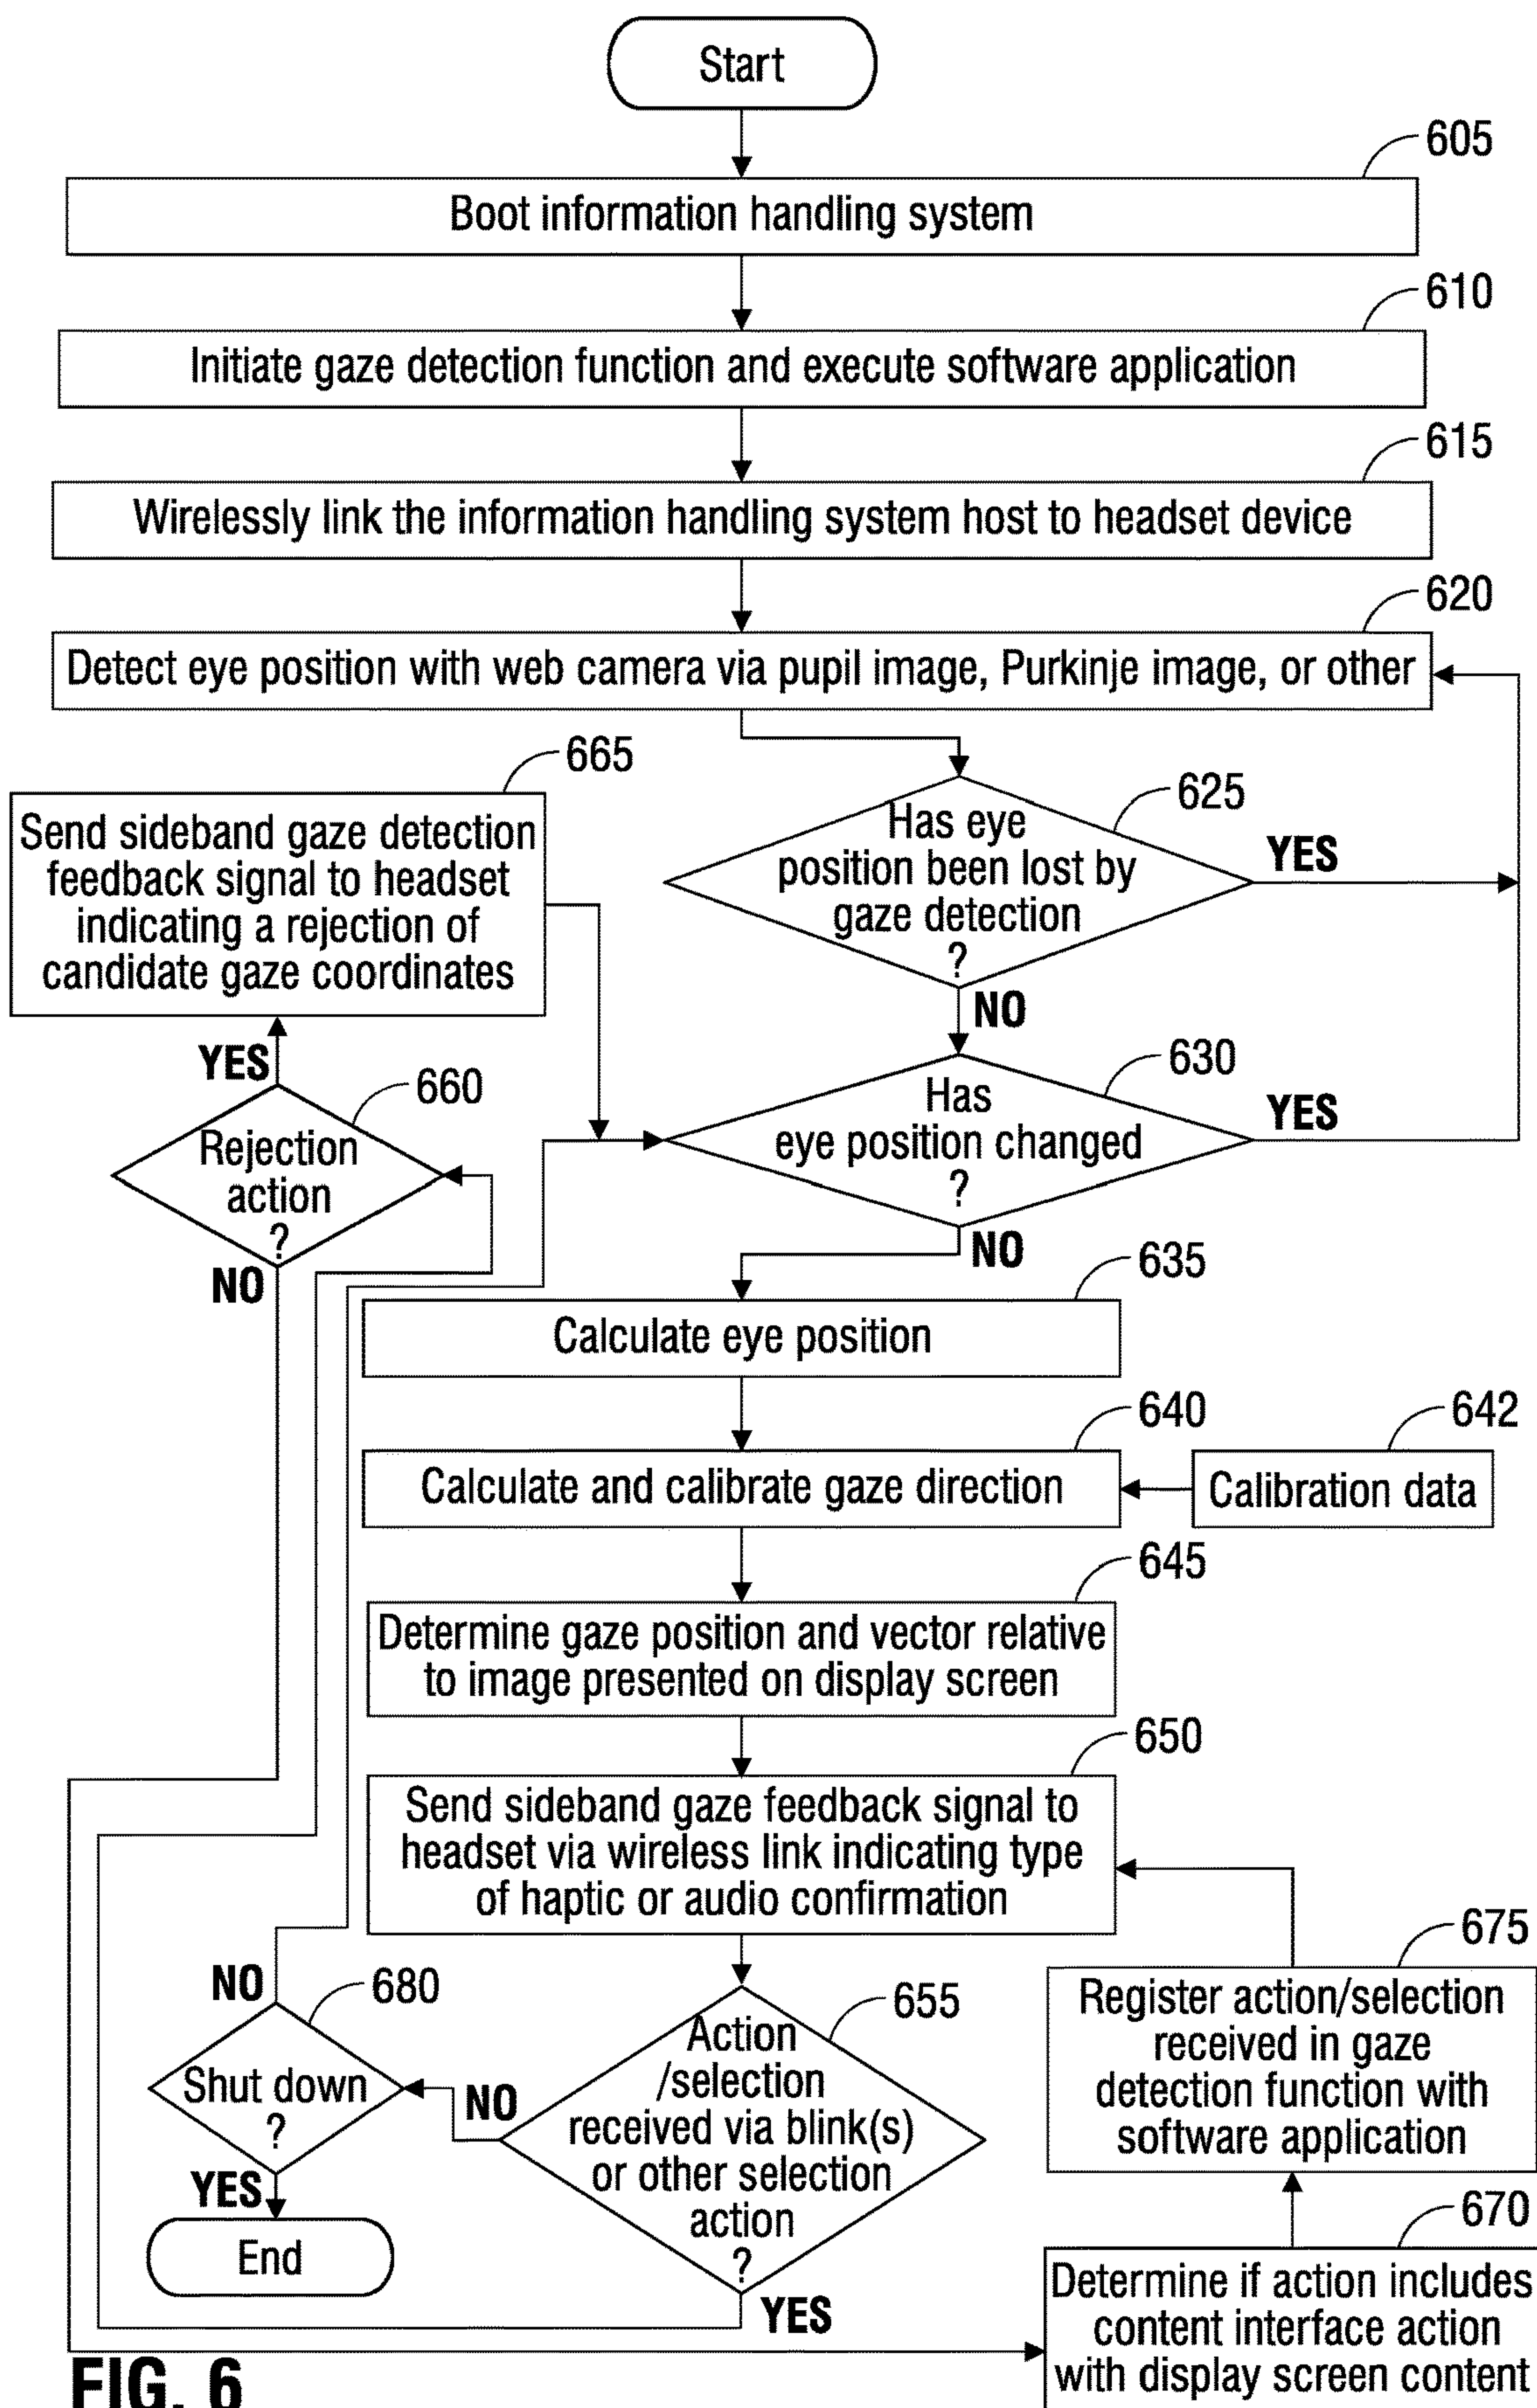 Start
605
Boot information handling system
610
Initiate gaze detection function and execute software application
615
Wirelessly link the information handling system host to headset device
620
Detect eye position with web camera via pupil image, Purkinje image, or other
665
Send sideband gaze detection
feedback signal to headset
indicating a rejection of
candidate gaze coordinates
625
Has eye
position been lost by
gaze detection
?
YES
NO
YES
660
Rejection
action
?
NO
630
Has
eye position changed
?
YES
NO
635
Calculate eye position
640
Calculate and calibrate gaze direction
642
Calibration data
645
Determine gaze position and vector relative
to image presented on display screen
650
Send sideband gaze feedback signal to
headset via wireless link indicating type
of haptic or audio confirmation
675
Register action/selection
received in gaze
detection function with
software application
NO
680
Shut down
?
YES
End
655
Action
/selection
received via blink(s)
or other selection
action
?
NO
YES
670
Determine if action includes
content interface action
with display screen content
FIG. 6